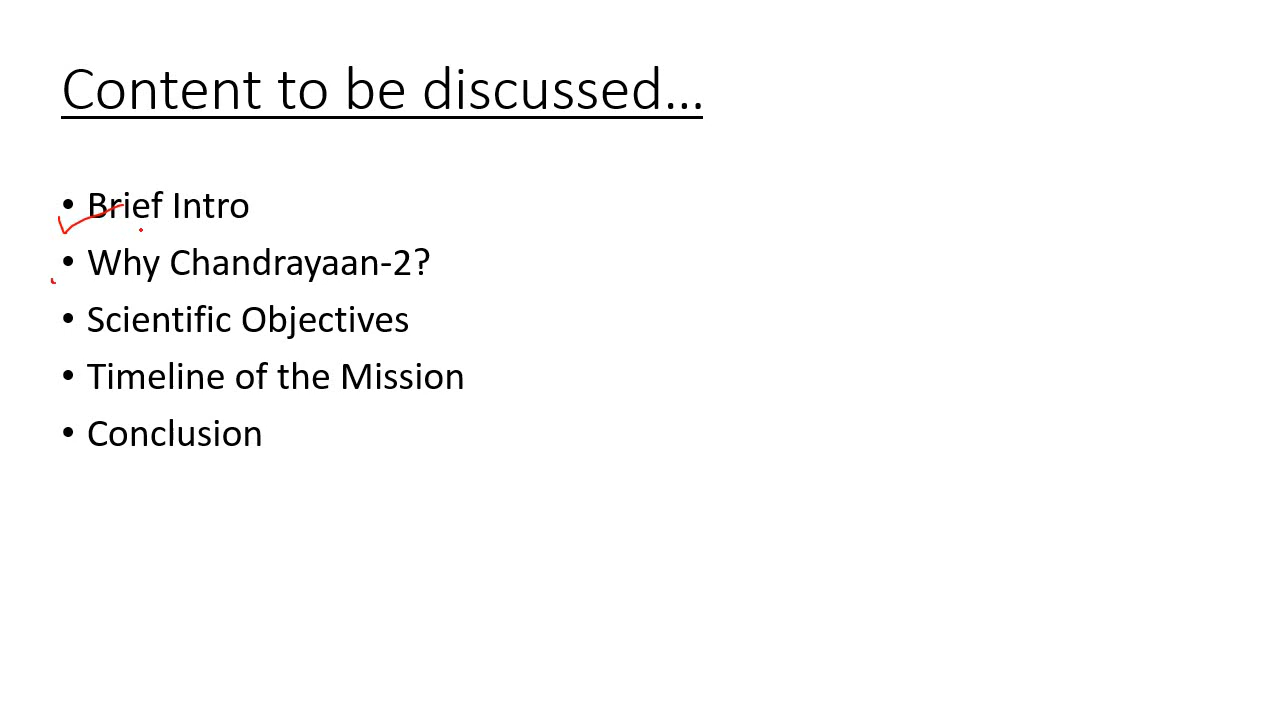 Content to be discussed...
• Brief Intro
• Why Chandrayaan-2?
• Scientific Objectives
• Timeline of the Mission
• Conclusion